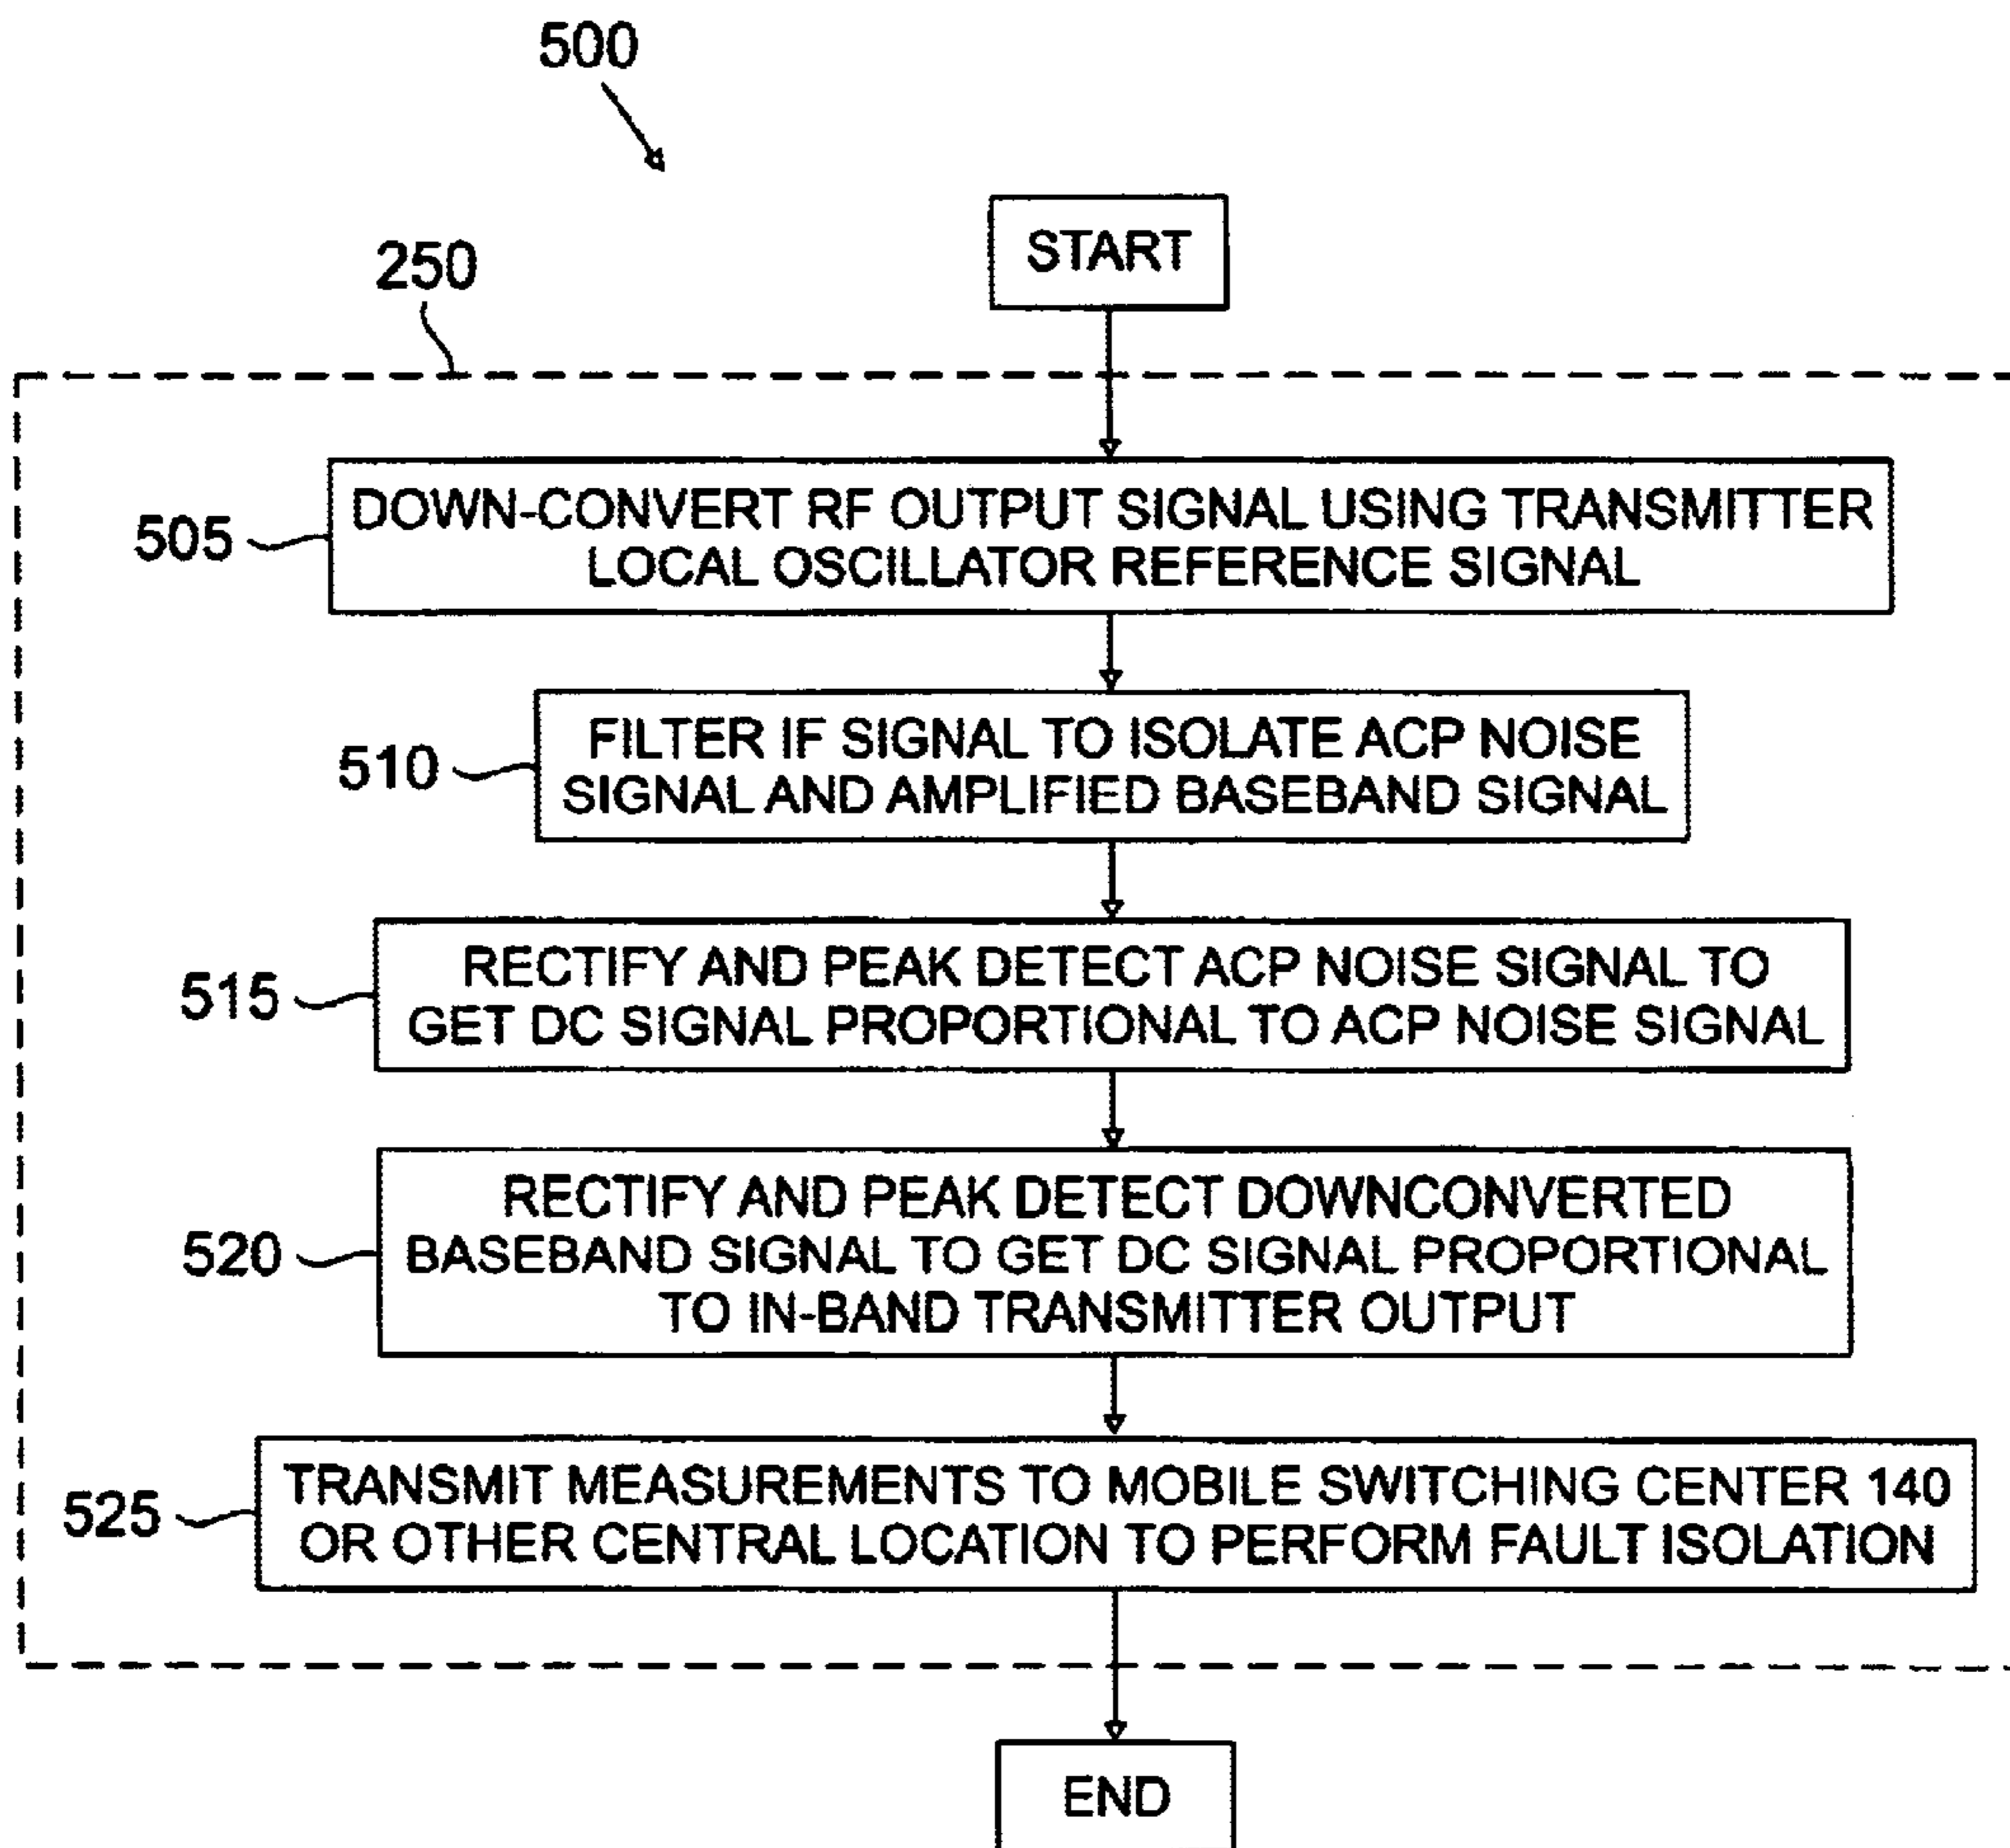 500
START
250
505
DOWN-CONVERT RF OUTPUT SIGNAL USING TRANSMITTER
LOCAL OSCILLATOR REFERENCE SIGNAL
510
FILTER IF SIGNAL TO ISOLATE ACP NOISE
SIGNAL AND AMPLIFIED BASEBAND SIGNAL
515
RECTIFY AND PEAK DETECT ACP NOISE SIGNAL TO
GET DC SIGNAL PROPORTIONAL TO ACP NOISE SIGNAL
520
RECTIFY AND PEAK DETECT DOWNCONVERTED
BASEBAND SIGNAL TO GET DC SIGNAL PROPORTIONAL
TO IN-BAND TRANSMITTER OUTPUT
525
TRANSMIT MEASUREMENTS TO MOBILE SWITCHING CENTER 140
OR OTHER CENTRAL LOCATION TO PERFORM FAULT ISOLATION
END